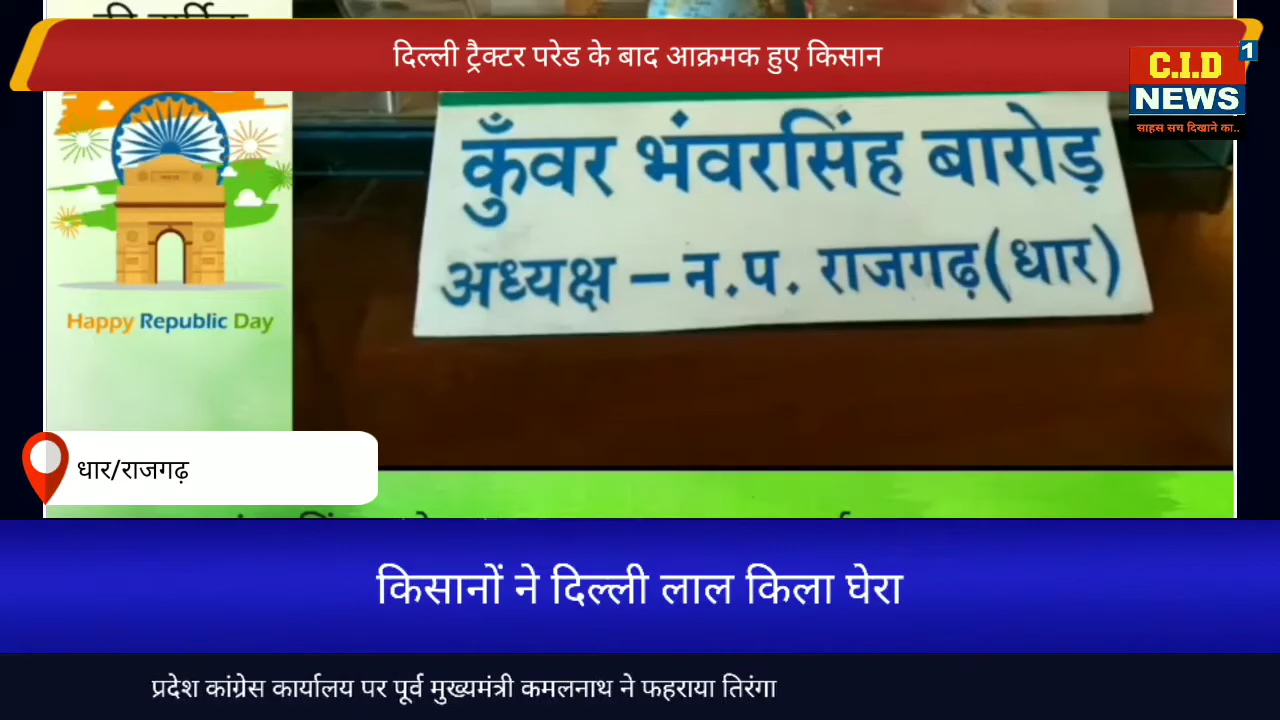 दिल्ली ट्रैक्टर परेड के बाद आक्रमक हुए किसान
C.I.D 1
NEWS
साहस सच दिखाने का..
कुँवर भंवरसिंह बारोड़
अध्यक्ष – न.प. राजगढ़(धार)
Happy Republic Day
धार/राजगढ़
किसानों ने दिल्ली लाल किला घेरा
प्रदेश कांग्रेस कार्यालय पर पूर्व मुख्यमंत्री कमलनाथ ने फहराया तिरंगा